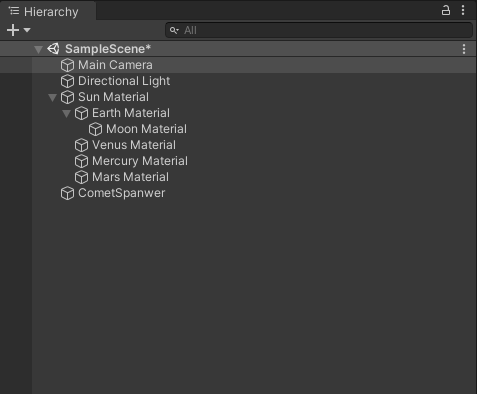 Hierarchy
All
SampleScene*
Main Camera
Directional Light
Sun Material
Earth Material
Moon Material
Venus Material
Mercury Material
Mars Material
CometSpanwer